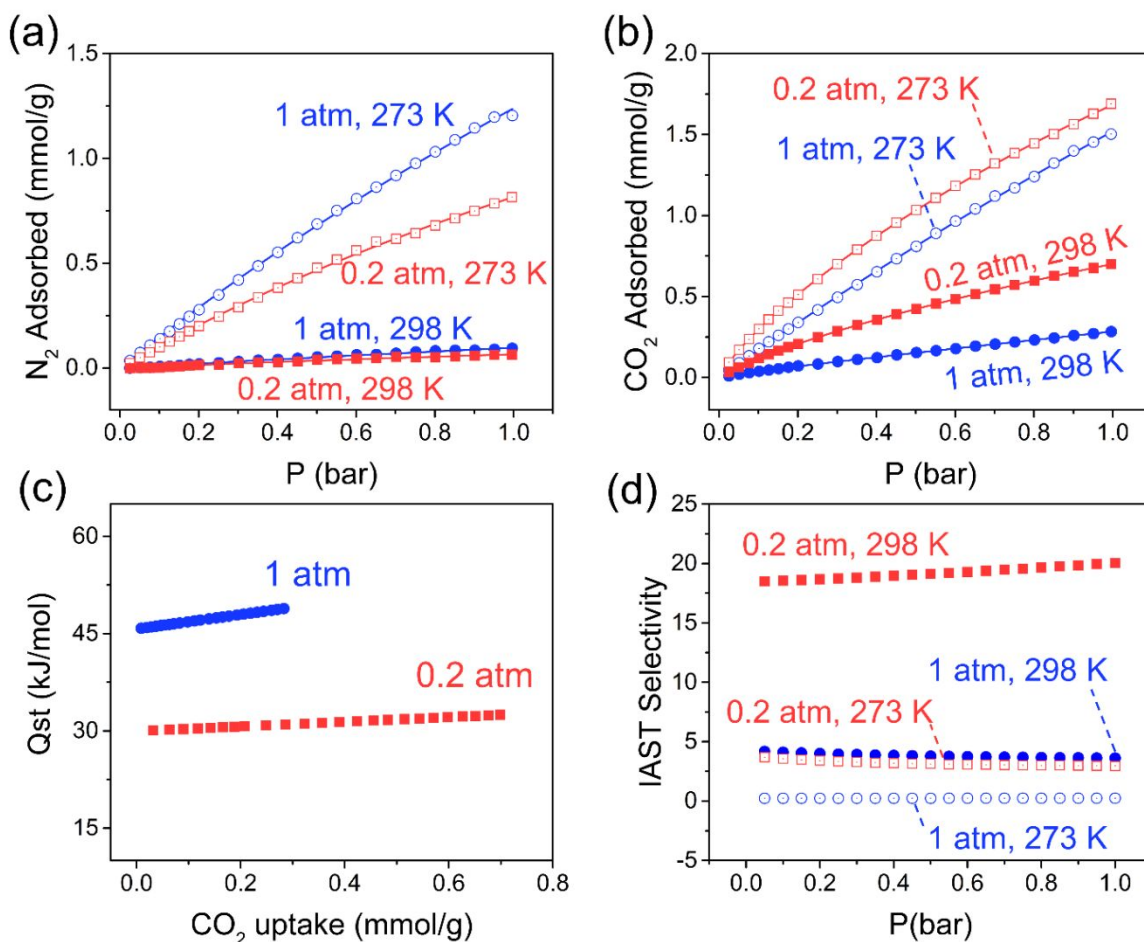 (a)
N₂ Adsorbed (mmol/g)
1.5
1.0
0.5
0.0
1 atm, 273 K
0.2 atm, 273 K
1 atm, 298 K
0.2 atm, 298 K
0.0 0.2 0.4 0.6 0.8 1.0
P (bar)
(b)
CO₂ Adsorbed (mmol/g)
2.0
1.5
1.0
0.5
0.0
0.2 atm, 273 K
1 atm, 273 K
0.2 atm, 298 K
1 atm, 298 K
0.0 0.2 0.4 0.6 0.8 1.0
P (bar)
(c)
Qst (kJ/mol)
60
45
30
15
1 atm
0.2 atm
0.0 0.2 0.4 0.6 0.8
CO₂ uptake (mmol/g)
(d)
IAST Selectivity
25
20
15
10
5
0
-5
0.2 atm, 298 K
1 atm, 298 K
0.2 atm, 273 K
1 atm, 273 K
0.0 0.2 0.4 0.6 0.8 1.0
P(bar)